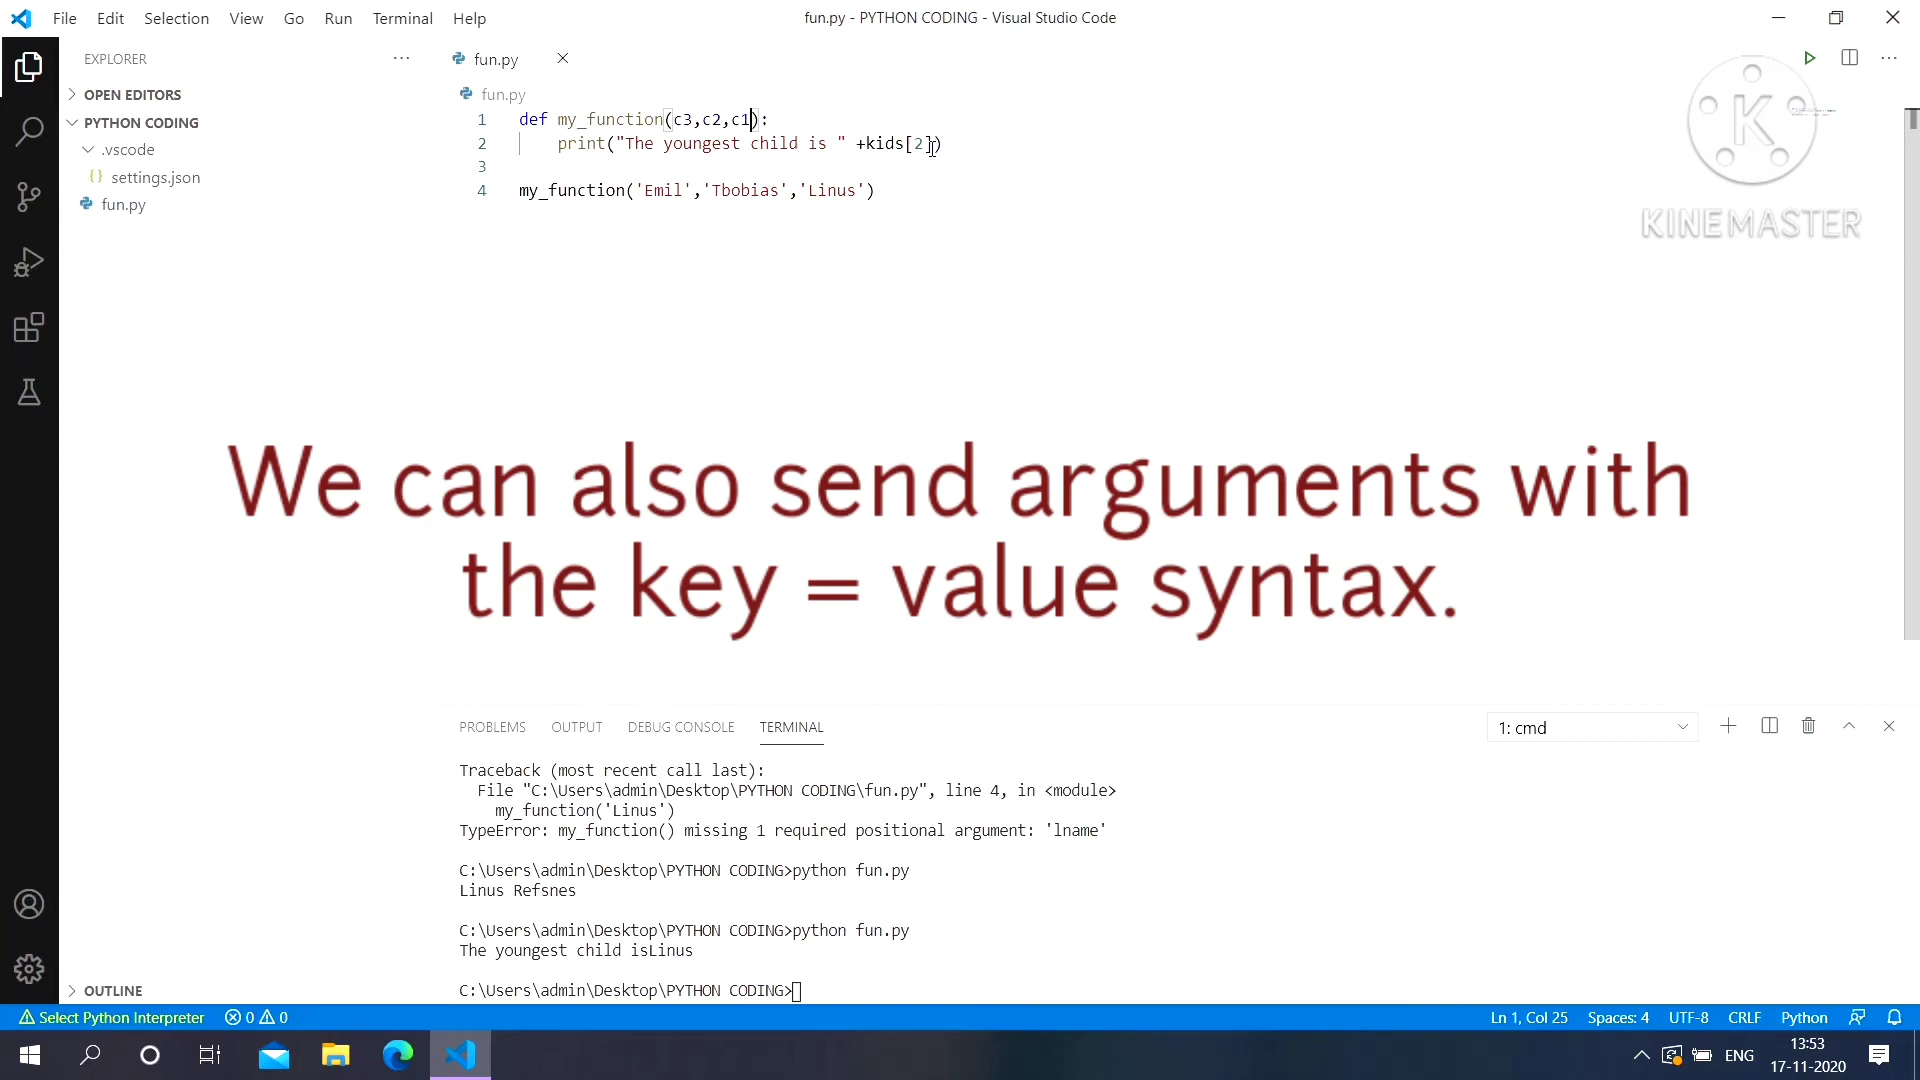 File Edit Selection View Go Run Terminal Help
fun.py - PYTHON CODING - Visual Studio Code
EXPLORER
fun.py
OPEN EDITORS
PYTHON CODING
.vscode
{} settings.json
fun.py
fun.py
1 def my_function(c3,c2,c1):
2 print("The youngest child is " +kids[2])
3
4 my_function('Emil','Tbobias','Linus')
K
KINEMASTER
We can also send arguments with
the key = value syntax.
PROBLEMS OUTPUT DEBUG CONSOLE TERMINAL
1: cmd
Traceback (most recent call last):
File "C:\Users\admin\Desktop\PYTHON CODING\fun.py", line 4, in <module>
my_function('Linus')
TypeError: my_function() missing 1 required positional argument: 'lname'
C:\Users\admin\Desktop\PYTHON CODING>python fun.py
Linus Refsnes
C:\Users\admin\Desktop\PYTHON CODING>python fun.py
The youngest child isLinus
C:\Users\admin\Desktop\PYTHON CODING>
OUTLINE
Select Python Interpreter 0 0
Ln 1, Col 25 Spaces: 4 UTF-8 CRLF Python
ENG
13:53
17-11-2020